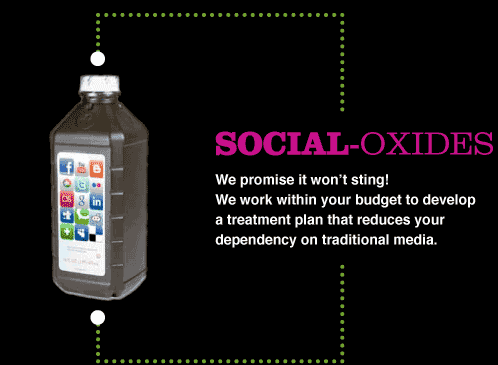 SOCIAL-OXIDES
We promise it won't sting!
We work within your budget to develop
a treatment plan that reduces your
dependency on traditional media.